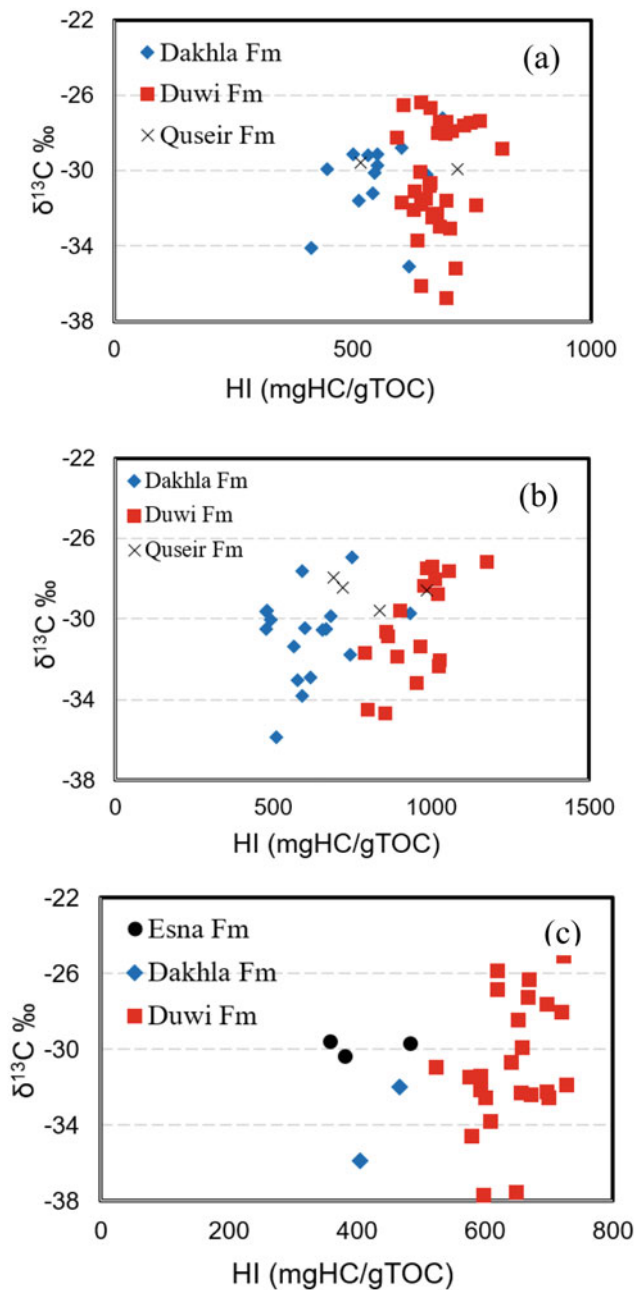 -22
Dakhla Fm
(a)
Duwi Fm
-26
Quseir Fm
δ¹³C ‰
-30
-34
-38
0
500
1000
HI (mgHC/gTOC)
-22
Dakhla Fm
(b)
Duwi Fm
-26
Quseir Fm
δ¹³C ‰
-30
-34
-38
0
500
1000
1500
HI (mgHC/gTOC)
-22
Esna Fm
(c)
Dakhla Fm
-26
Duwi Fm
δ¹³C ‰
-30
-34
-38
0
200
400
600
800
HI (mgHC/gTOC)